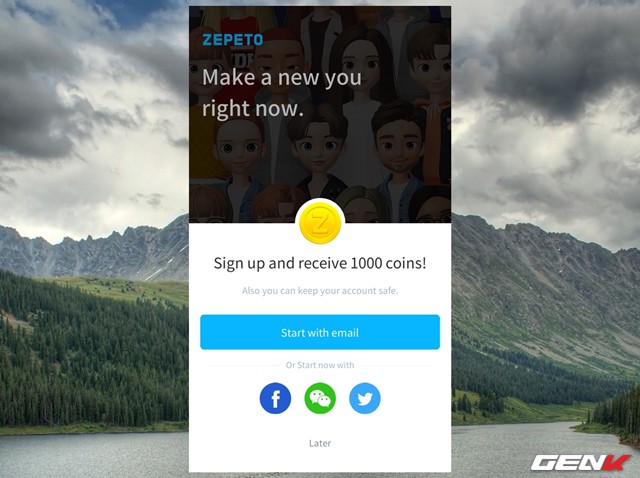 ZEPETO
Make a new you
right now.
Z
Sign up and receive 1000 coins!
Also you can keep your account safe.
Start with email
Or Start now with
f
Later
GENK